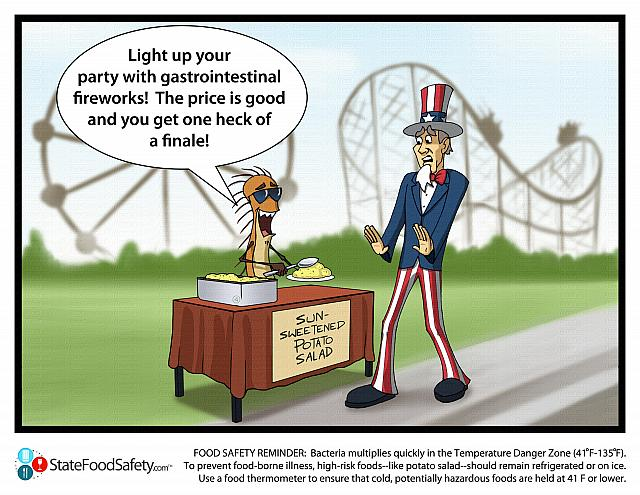 Light up your
party with gastrointestinal
fireworks! The price is good
and you get one heck of
a finale!
SUN-
SWEETENED
POTATO
SALAD
StateFoodSafety.com™
FOOD SAFETY REMINDER: Bacteria multiplies quickly in the Temperature Danger Zone (41°F-135°F).
To prevent food-borne illness, high-risk foods--like potato salad--should remain refrigerated or on ice.
Use a food thermometer to ensure that cold, potentially hazardous foods are held at 41 F or lower.